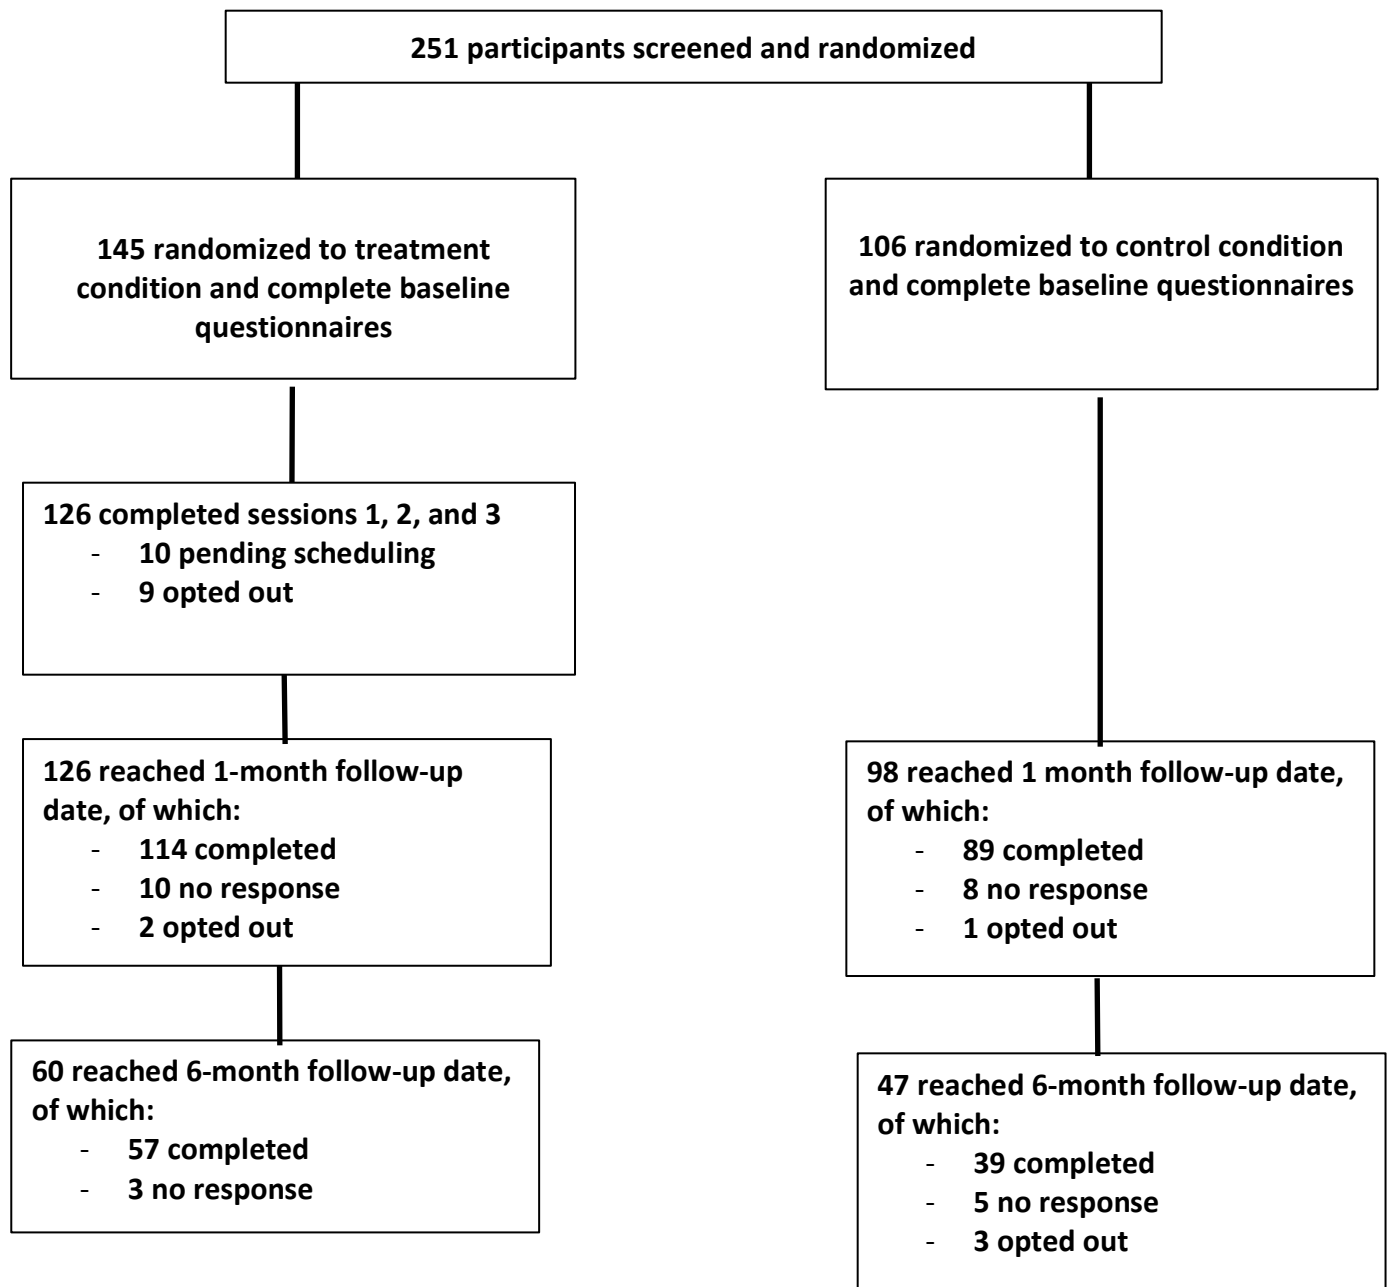 251 participants screened and randomized
145 randomized to treatment
condition and complete baseline
questionnaires
106 randomized to control condition
and complete baseline questionnaires
126 completed sessions 1, 2, and 3
- 10 pending scheduling
- 9 opted out
126 reached 1-month follow-up
date, of which:
- 114 completed
- 10 no response
- 2 opted out
98 reached 1 month follow-up date,
of which:
- 89 completed
- 8 no response
- 1 opted out
60 reached 6-month follow-up date,
of which:
- 57 completed
- 3 no response
47 reached 6-month follow-up date,
of which:
- 39 completed
- 5 no response
- 3 opted out